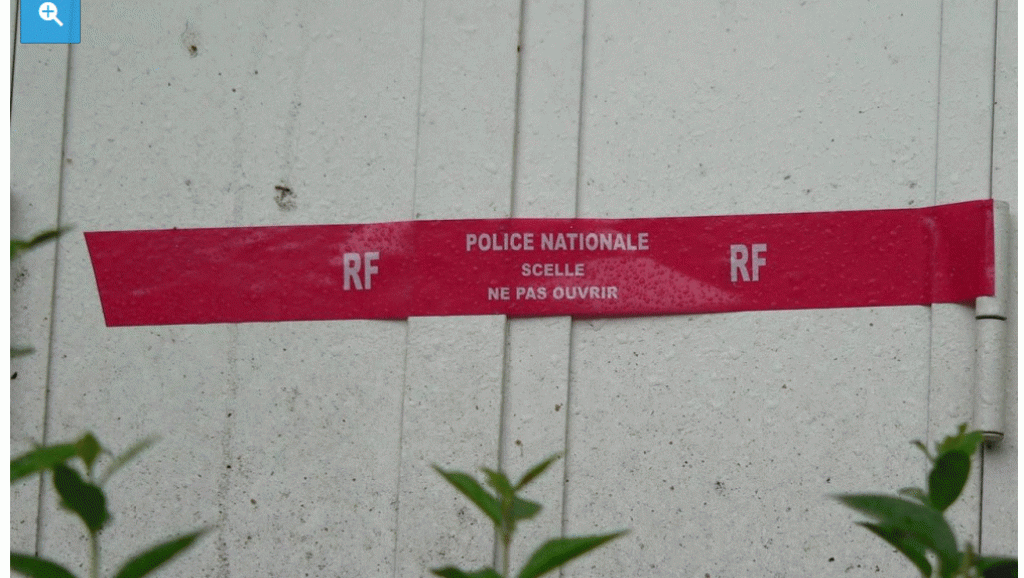 RF
POLICE NATIONALE
SCELLE
NE PAS OUVRIR
RF